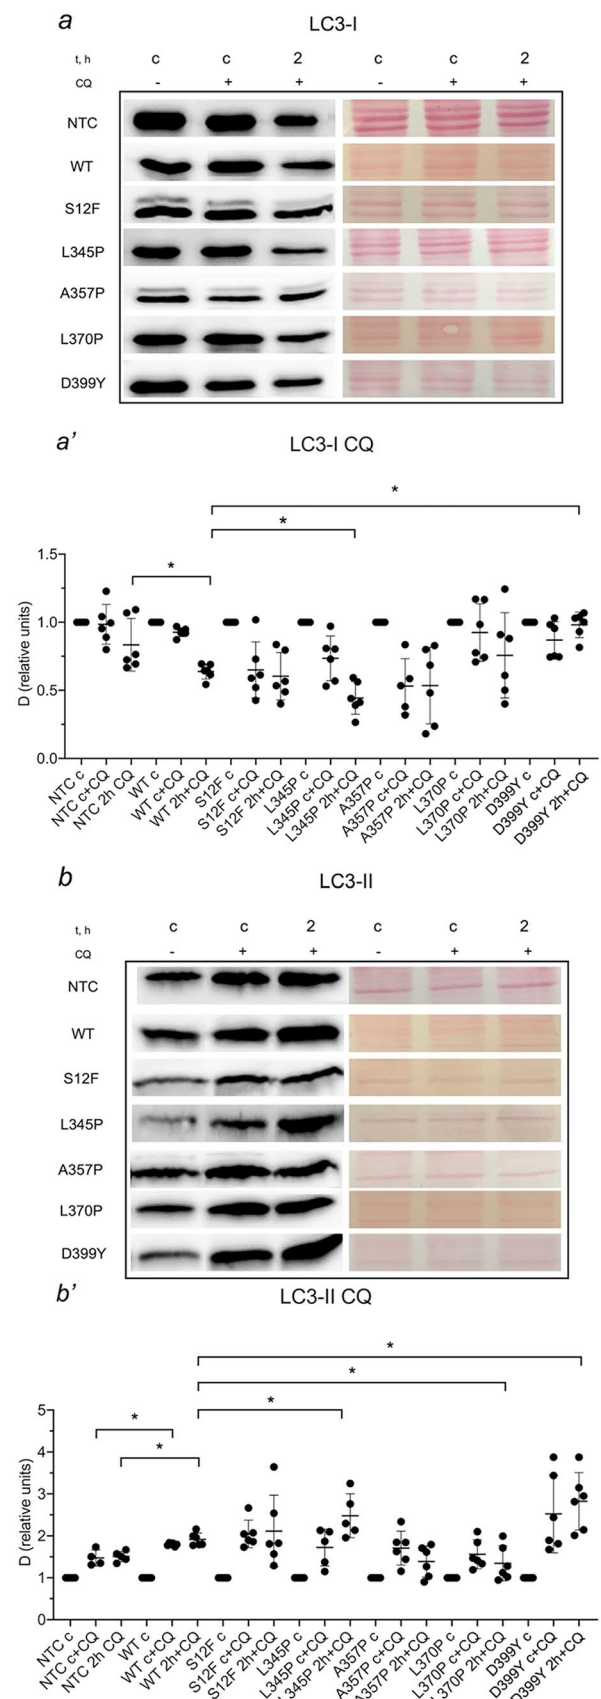 a
LC3-I
t, h c c 2 c c 2
CQ - + + - + +
NTC
WT
S12F
L345P
A357P
L370P
D399Y
a'
LC3-I CQ
*
*
*
D (relative units)
1.5
1.0
0.5
0.0
NTC c
NTC c+CQ
NTC 2h CQ
WT c
WT c+CQ
WT 2h+CQ
S12F c
S12F c+CQ
S12F 2h+CQ
L345P c
L345P c+CQ
L345P 2h+CQ
A357P c
A357P c+CQ
A357P 2h+CQ
L370P c
L370P c+CQ
L370P 2h+CQ
D399Y c
D399Y c+CQ
D399Y 2h+CQ
b
LC3-II
t, h c c 2 c c 2
CQ - + + - + +
NTC
WT
S12F
L345P
A357P
L370P
D399Y
b'
LC3-II CQ
*
*
*
*
*
D (relative units)
5
4
3
2
1
0
NTC c
NTC c+CQ
NTC 2h CQ
WT c
WT c+CQ
WT 2h+CQ
S12F c
S12F c+CQ
S12F 2h+CQ
L345P c
L345P c+CQ
L345P 2h+CQ
A357P c
A357P c+CQ
A357P 2h+CQ
L370P c
L370P c+CQ
L370P 2h+CQ
D399Y c
D399Y c+CQ
D399Y 2h+CQ